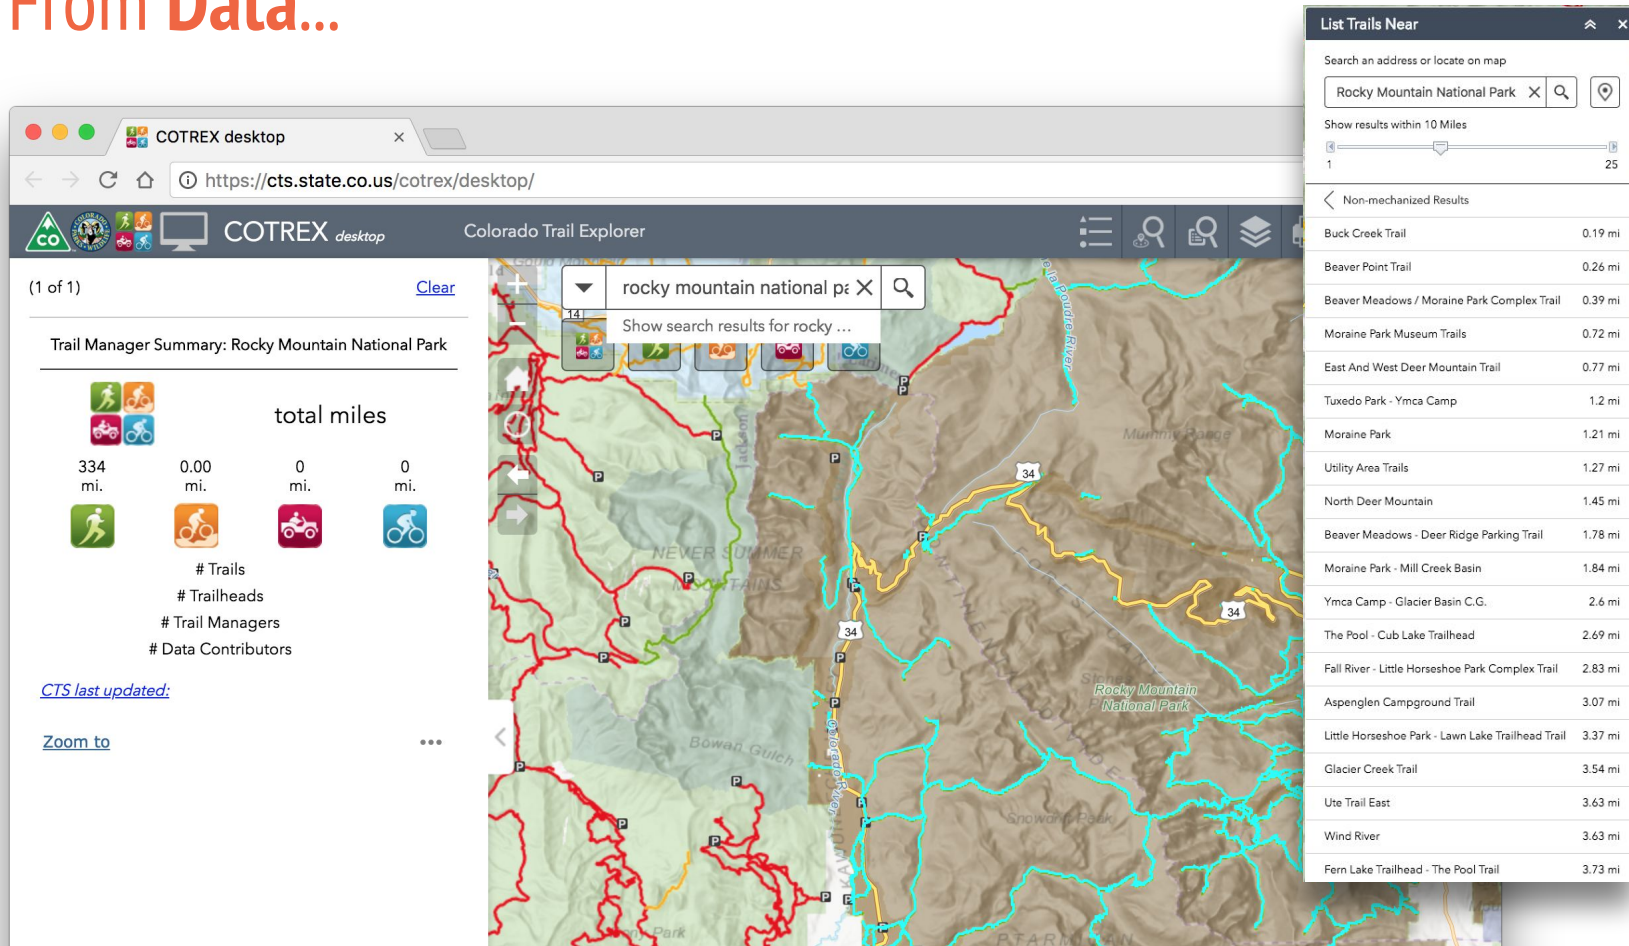 From Data...
List Trails Near
Search an address or locate on map
Rocky Mountain National Park
Show results within 10 Miles
1 25
Non-mechanized Results
Buck Creek Trail 0.19 mi
Beaver Point Trail 0.26 mi
Beaver Meadows / Moraine Park Complex Trail 0.39 mi
Moraine Park Museum Trails 0.72 mi
East And West Deer Mountain Trail 0.77 mi
Tuxedo Park - Ymca Camp 1.2 mi
Moraine Park 1.21 mi
Utility Area Trails 1.27 mi
North Deer Mountain 1.45 mi
Beaver Meadows - Deer Ridge Parking Trail 1.78 mi
Moraine Park - Mill Creek Basin 1.84 mi
Ymca Camp - Glacier Basin C.G. 2.6 mi
The Pool - Cub Lake Trailhead 2.69 mi
Fall River - Little Horseshoe Park Complex Trail 2.83 mi
Aspenglen Campground Trail 3.07 mi
Little Horseshoe Park - Lawn Lake Trailhead Trail 3.37 mi
Glacier Creek Trail 3.54 mi
Ute Trail East 3.63 mi
Wind River 3.63 mi
Fern Lake Trailhead - The Pool Trail 3.73 mi
COTREX desktop
https://cts.state.co.us/cotrex/desktop/
CO
COTREX desktop
Colorado Trail Explorer
(1 of 1) Clear
Trail Manager Summary: Rocky Mountain National Park
total miles
334 0.00 0 0
mi. mi. mi. mi.
# Trails
# Trailheads
# Trail Managers
# Data Contributors
CTS last updated:
Zoom to
rocky mountain national pa
Show search results for rocky ...
14
la Poudre River
Jackson
Mummy Range
34
NEVER SUMMER
MOUNTAINS
34
34
Rocky Mountain
National Park
Bowen Gulch
Colorado River
Snowdrift Peak
PTARMIGAN